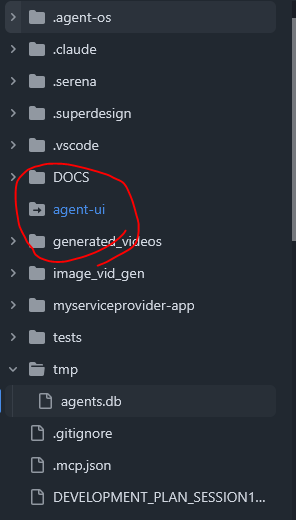 .agent-os
.claude
.serena
.superdesign
.vscode
DOCS
agent-ui
generated_videos
image_vid_gen
myserviceprovider-app
tests
tmp
agents.db
.gitignore
.mcp.json
DEVELOPMENT_PLAN_SESSION1...